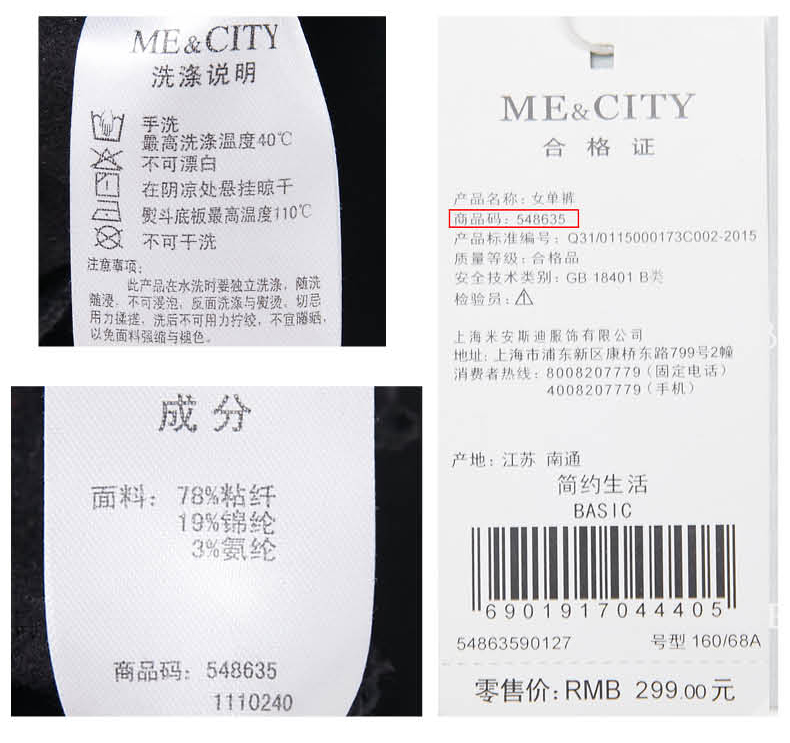 ME&CITY
洗涤说明
手洗
最高洗涤温度40℃
不可漂白
在阴凉处悬挂晾干
熨斗底板最高温度110℃
不可干洗
注意事项:
此产品在水洗时要独立洗涤，随洗
随浸，不可浸泡，反面洗涤与熨烫，切忌
用力揉搓，洗后不可用力拧绞，不宜曝晒，
以免面料强缩与褪色。
成分
面料: 78%粘纤
19%锦纶
3%氨纶
商品码: 548635
1110240
ME&CITY
合格证
产品名称: 女单裤
商品码: 548635
产品标准编号: Q31/0115000173C002-2015
质量等级: 合格品
安全技术类别: GB 18401 B类
检验员:
上海米安斯迪服饰有限公司
地址: 上海市浦东新区康桥东路799号2幢
消费者热线: 8008207779（固定电话）
4008207779（手机）
产地: 江苏 南通
简约生活
BASIC
6901917044405
54863590127 号型 160/68A
零售价: RMB 299.00元